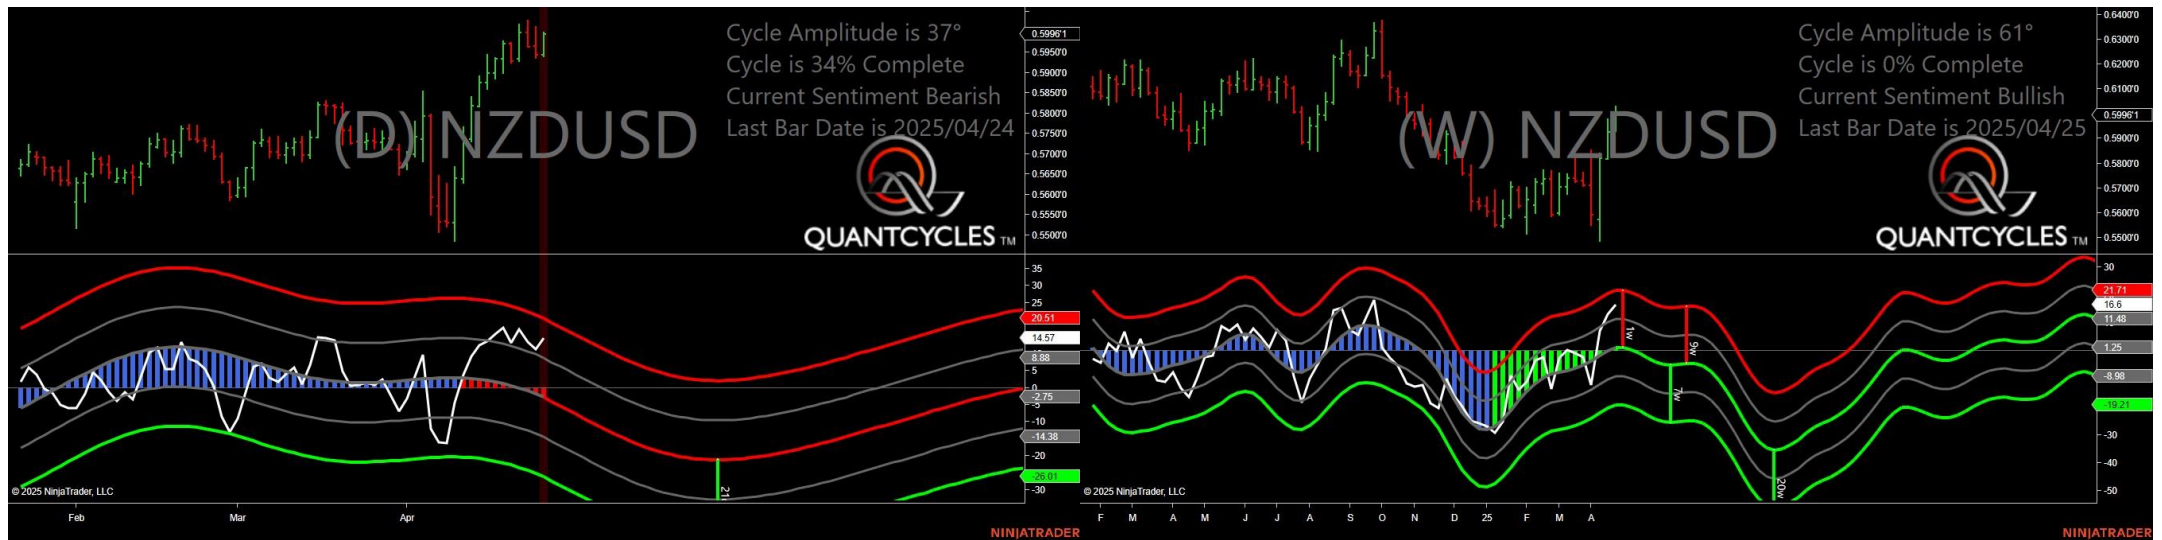 Cycle Amplitude is 37°
Cycle is 34% Complete
Current Sentiment Bearish
Last Bar Date is 2025/04/24
(D) NZDUSD
QUANTCYCLES TM
0.5996'1
0.5950'0
0.5900'0
0.5850'0
0.5800'0
0.5750'0
0.5700'0
0.5650'0
0.5600'0
0.5550'0
0.5500'0
35
30
25
20.51
14.57
8.88
5
0
-2.75
-5
-10
-14.38
-20
-26.01
-30
© 2025 NinjaTrader, LLC
Feb
Mar
Apr
NINJATRADER
Cycle Amplitude is 61°
Cycle is 0% Complete
Current Sentiment Bullish
Last Bar Date is 2025/04/25
(W) NZDUSD
QUANTCYCLES TM
0.6400'0
0.6300'0
0.6200'0
0.6100'0
0.5996'1
0.5900'0
0.5800'0
0.5700'0
0.5600'0
0.5500'0
30
21.71
16.6
11.48
1.25
-8.98
-19.21
-30
-40
-50
1w
9w
7w
20w
© 2025 NinjaTrader, LLC
F M A M J J A S O N D 25 F M A
NINJATRADER